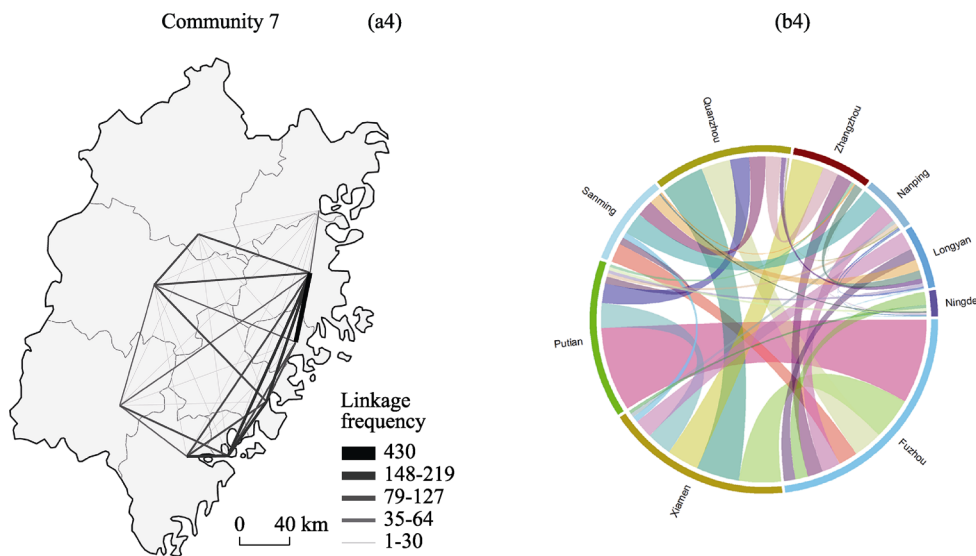 Community 7
(a4)
(b4)
Quanzhou
Zhangzhou
Nanping
Sanming
Longyan
Ningde
Putian
Fuzhou
Xiamen
Linkage
frequency
430
148-219
79-127
35-64
1-30
0 40 km